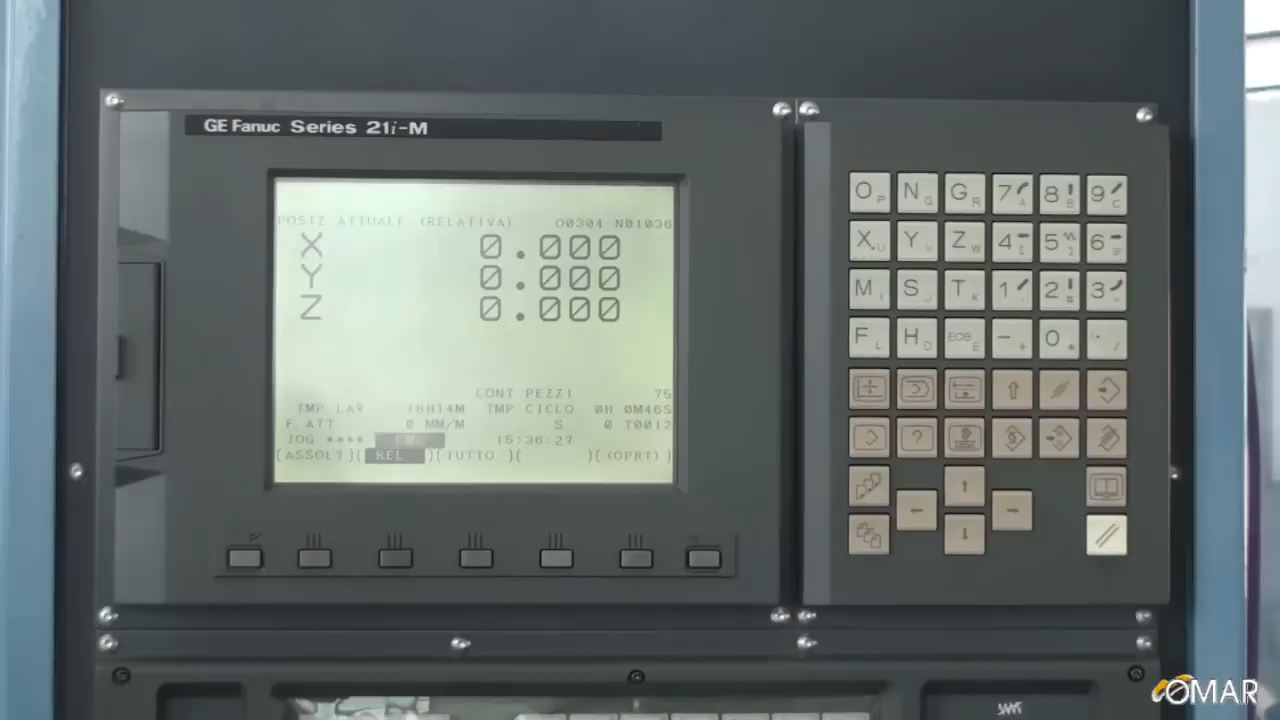 GE Fanuc Series 21i-M
POSIZ ATTUALE (RELATIVA) O0304 N01036
X 0.000
Y 0.000
Z 0.000
CONT PEZZI 75
TMP LAV 18H14M TMP CICLO 0H 0M46S
F. ATT 0 MM/M S 0 T0012
JOG **** 15:36:27
[ASSOLT][ REL ][TUTTO ][ ][(OPRT)]
O P N Q G R 7 A 8 B 9 C
X U Y V Z W 4 [ 5 ] 6
M I S J T K 1 2 3
F L H D EOB E - + 0 * . /
?
OMAR